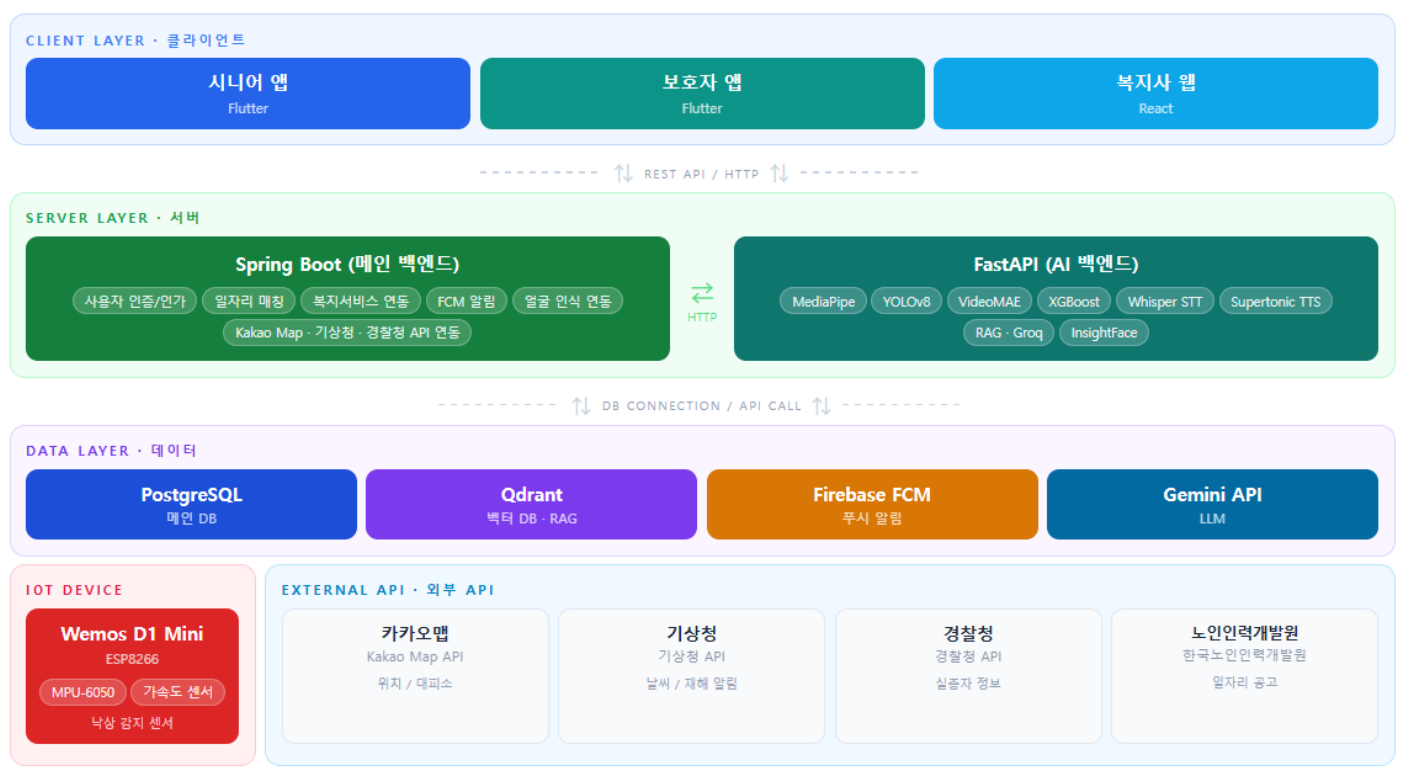 CLIENT LAYER · 클라이언트
시니어 앱
Flutter
보호자 앱
Flutter
복지사 웹
React
REST API / HTTP
SERVER LAYER · 서버
Spring Boot (메인 백엔드)
사용자 인증/인가 일자리 매칭 복지서비스 연동 FCM 알림 얼굴 인식 연동
Kakao Map · 기상청 · 경찰청 API 연동
HTTP
FastAPI (AI 백엔드)
MediaPipe YOLOv8 VideoMAE XGBoost Whisper STT Supertonic TTS
RAG · Groq InsightFace
DB CONNECTION / API CALL
DATA LAYER · 데이터
PostgreSQL
메인 DB
Qdrant
벡터 DB · RAG
Firebase FCM
푸시 알림
Gemini API
LLM
IOT DEVICE
Wemos D1 Mini
ESP8266
MPU-6050 가속도 센서
낙상 감지 센서
EXTERNAL API · 외부 API
카카오맵
Kakao Map API
위치 / 대피소
기상청
기상청 API
날씨 / 재해 알림
경찰청
경찰청 API
실종자 정보
노인인력개발원
한국노인인력개발원
일자리 공고